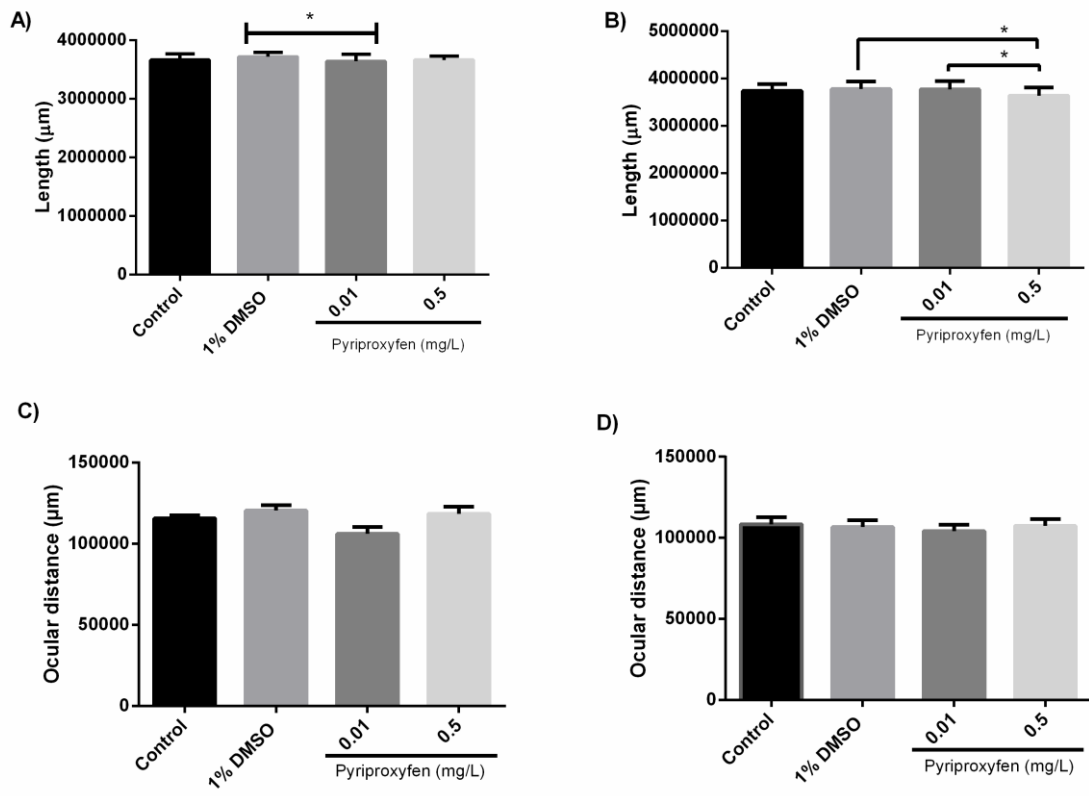 A)
*
Length (µm)
4000000
3000000
2000000
1000000
0
Control
1% DMSO
0.01
0.5
Pyriproxyfen (mg/L)
B)
*
*
Length (µm)
5000000
4000000
3000000
2000000
1000000
0
Control
1% DMSO
0.01
0.5
Pyriproxyfen (mg/L)
C)
Ocular distance (µm)
150000
100000
50000
0
Control
1% DMSO
0.01
0.5
Pyriproxyfen (mg/L)
D)
Ocular distance (µm)
150000
100000
50000
0
Control
1% DMSO
0.01
0.5
Pyriproxyfen (mg/L)